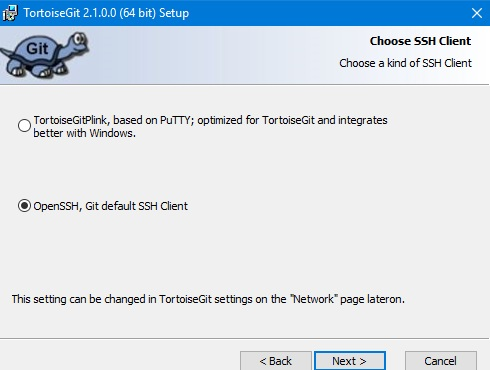 TortoiseGit 2.1.0.0 (64 bit) Setup
Git
Choose SSH Client
Choose a kind of SSH Client
TortoiseGitPlink, based on PuTTY; optimized for TortoiseGit and integrates
better with Windows.
OpenSSH, Git default SSH Client
This setting can be changed in TortoiseGit settings on the "Network" page lateron.
< Back
Next >
Cancel